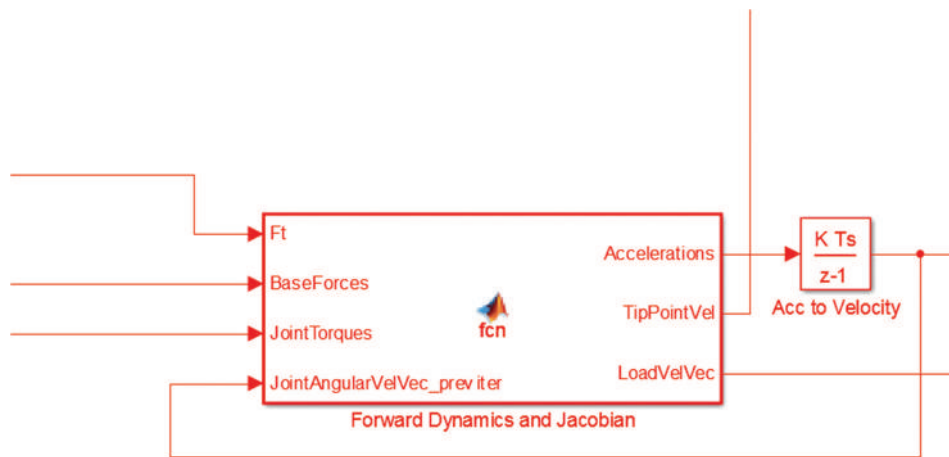 Ft
BaseForces
JointTorques
JointAngularVelVec_previter
fcn
Accelerations
TipPointVel
LoadVelVec
Forward Dynamics and Jacobian
K Ts
z-1
Acc to Velocity